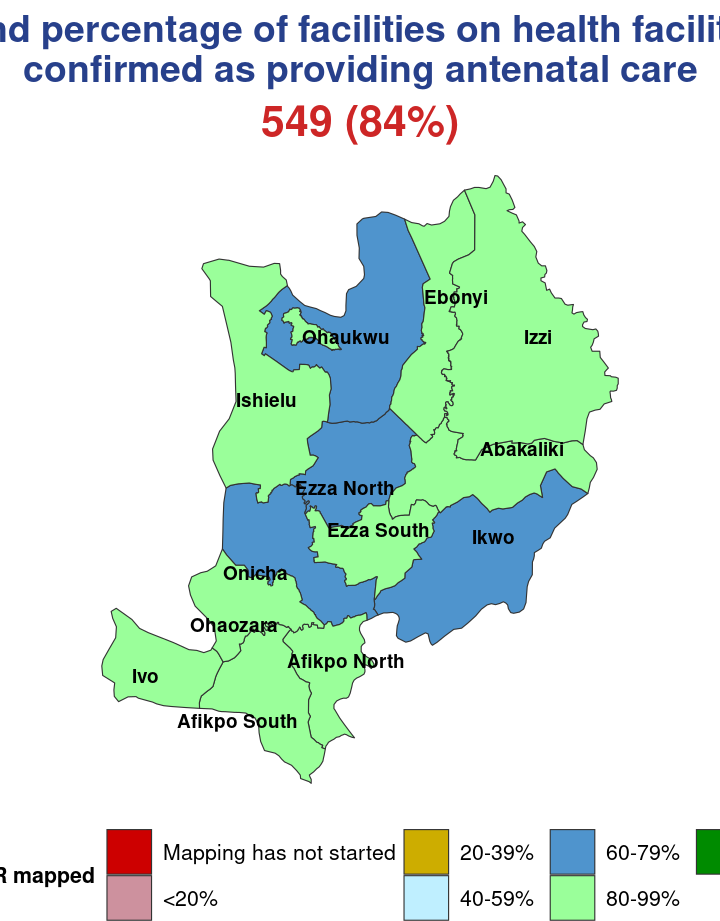 percentage of facilities on health
confirmed as providing antenatal care
549 (84%)
Ebonyi
Ohaukwu
Izzi
Ishielu
Abakaliki
Ezza North
Ezza South
Ikwo
Onicha
Ohaozara
Afikpo North
Ivo
Afikpo South
mapped
Mapping has not started
20-39%
60-79%
<20%
40-59%
80-99%